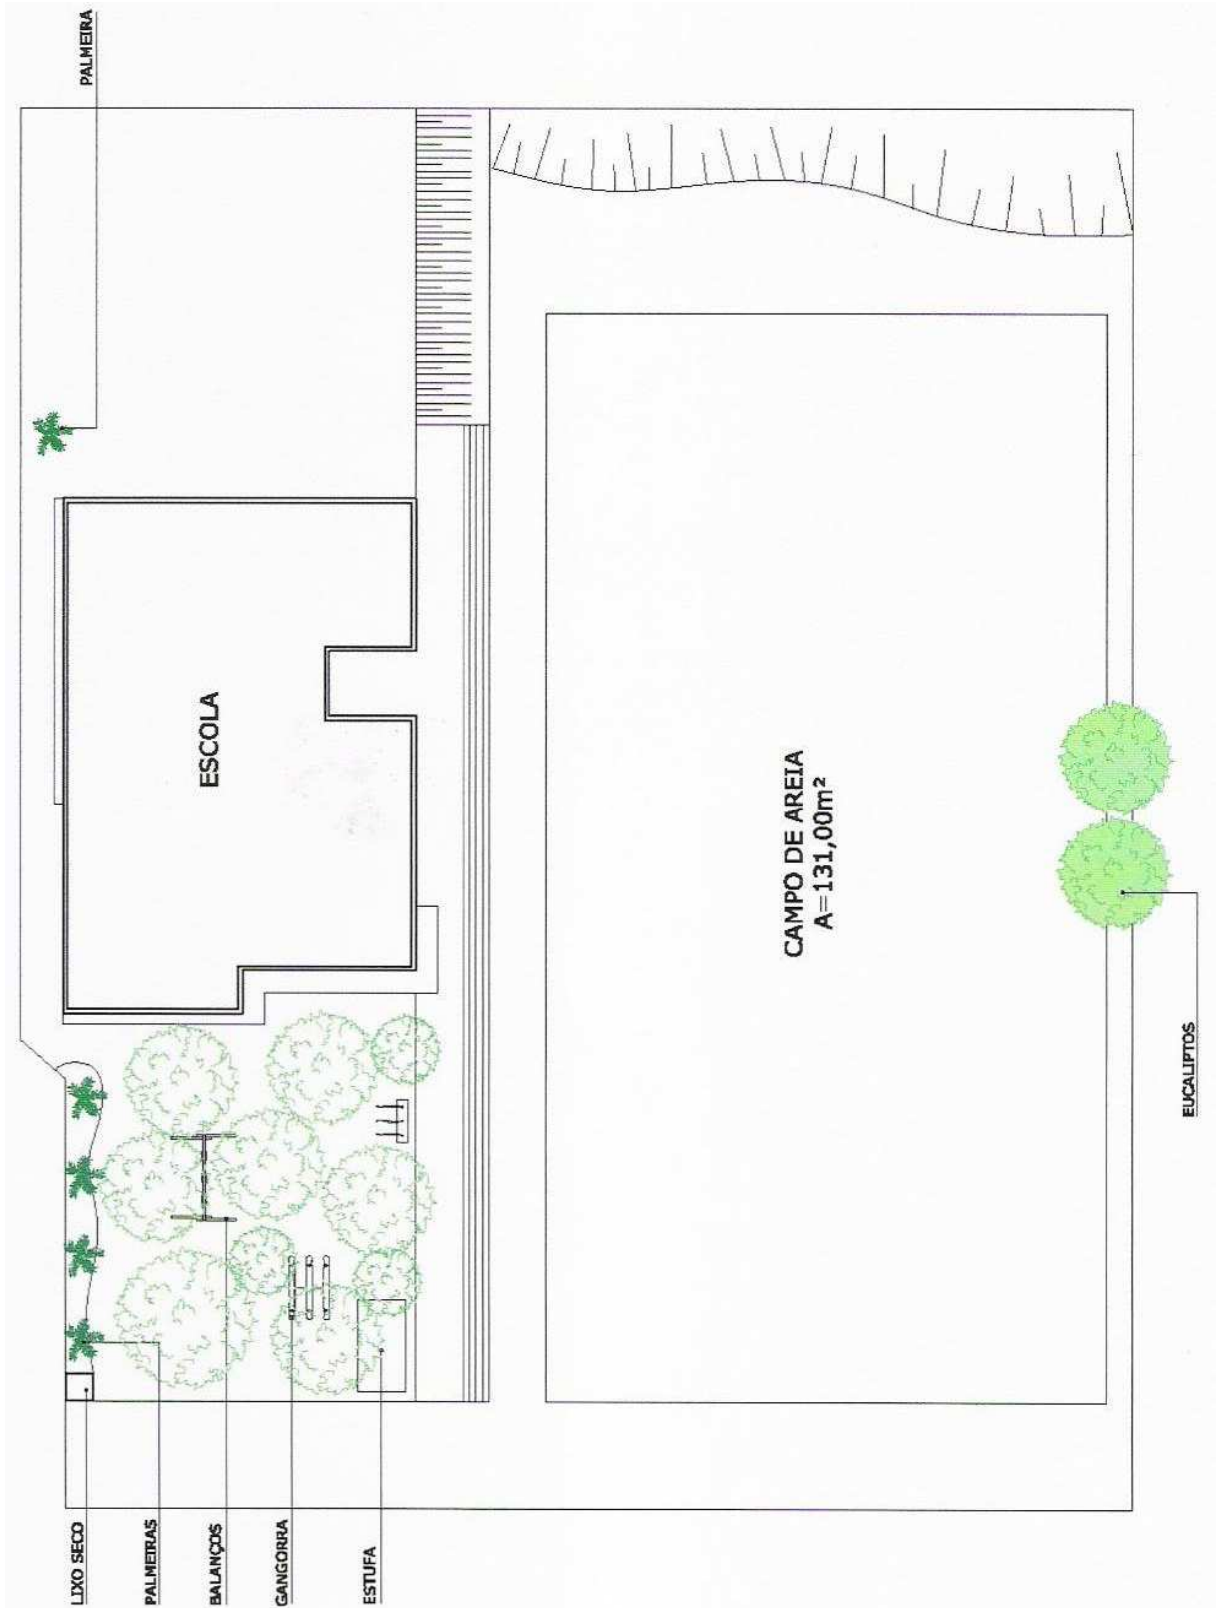 PALMEIRA
ESCOLA
CAMPO DE AREIA
A=131,00m²
EUCALIPTOS
LIXO SECO
PALMEIRAS
BALANÇOS
GANGORRA
ESTUFA